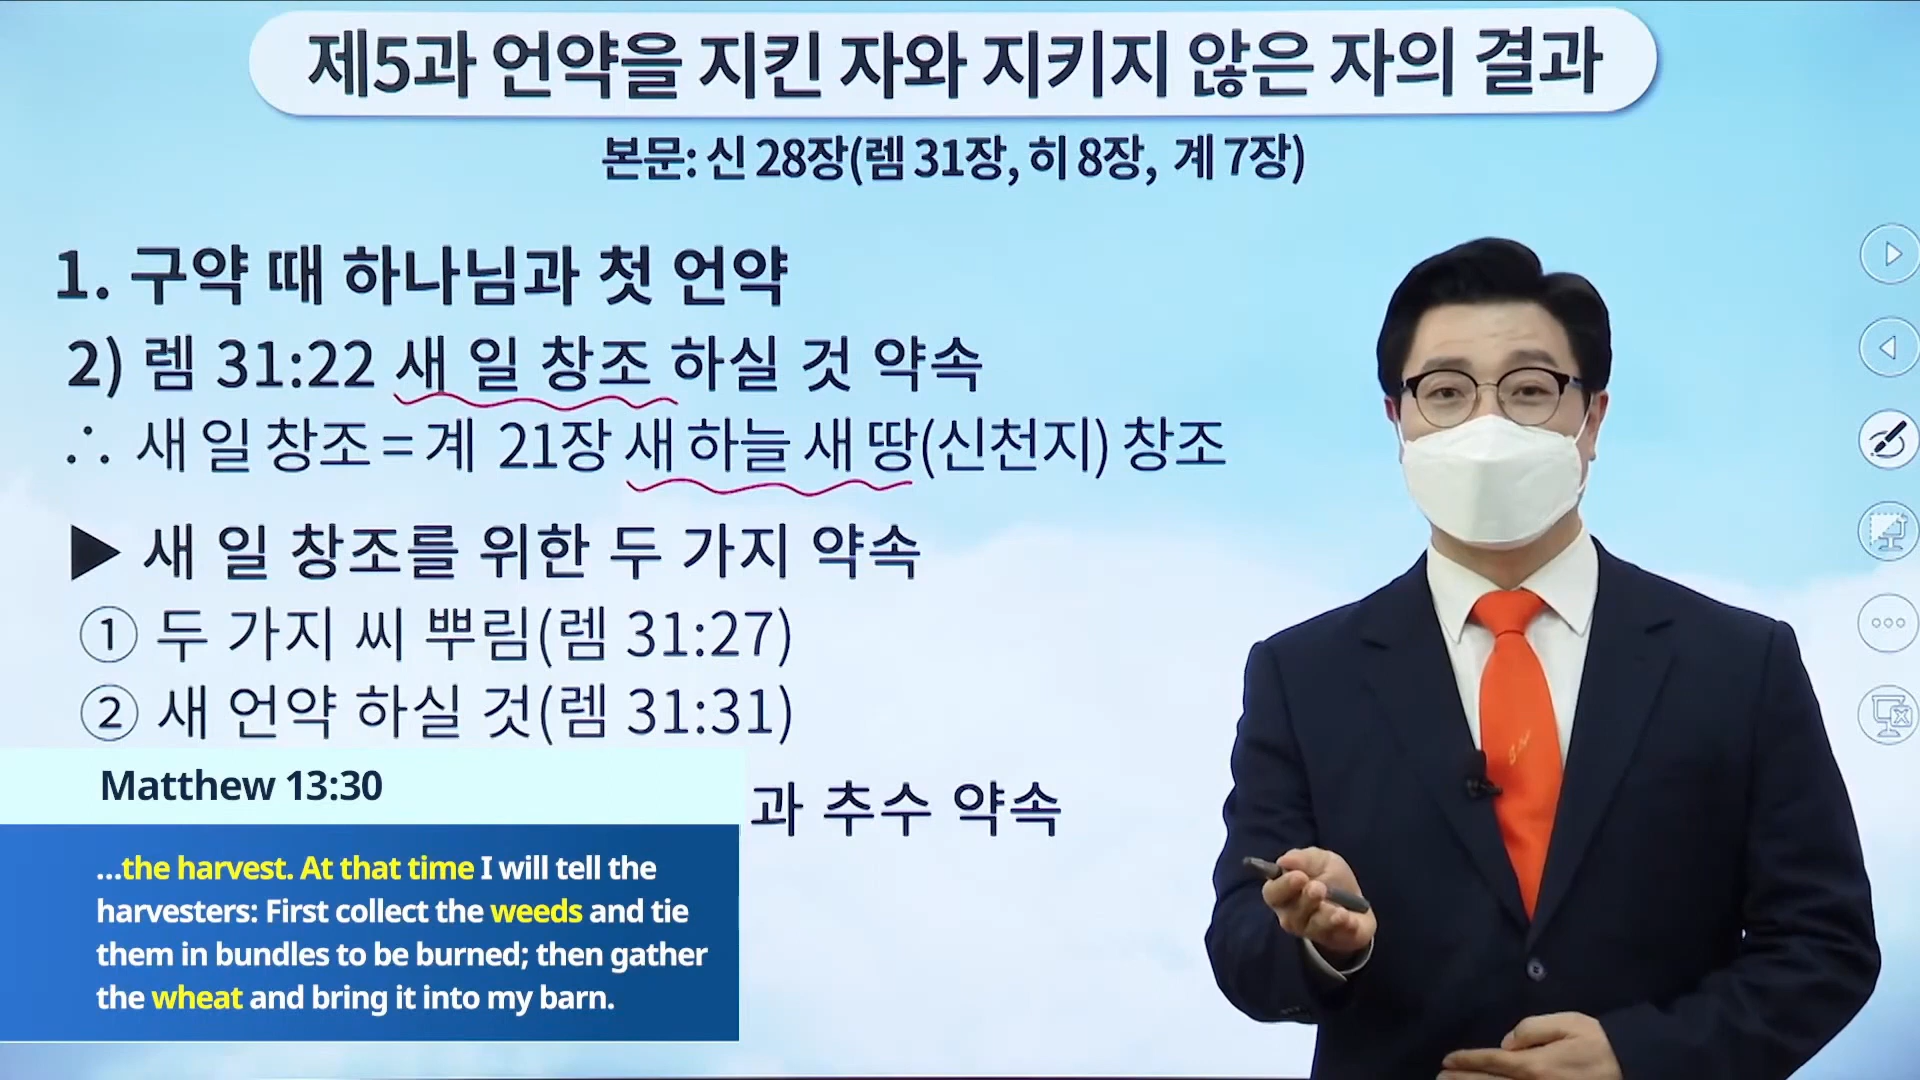 제5과 언약을 지킨 자와 지키지 않은 자의 결과
본문: 신 28장(렘 31장, 히 8장, 계 7장)
1. 구약 때 하나님과 첫 언약
2) 렘 31:22 새 일 창조 하실 것 약속
∴ 새 일 창조 = 계 21장 새 하늘 새 땅(신천지) 창조
▶ 새 일 창조를 위한 두 가지 약속
① 두 가지 씨 뿌림(렘 31:27)
② 새 언약 하실 것(렘 31:31)
과 추수 약속
Matthew 13:30
...the harvest. At that time I will tell the
harvesters: First collect the weeds and tie
them in bundles to be burned; then gather
the wheat and bring it into my barn.